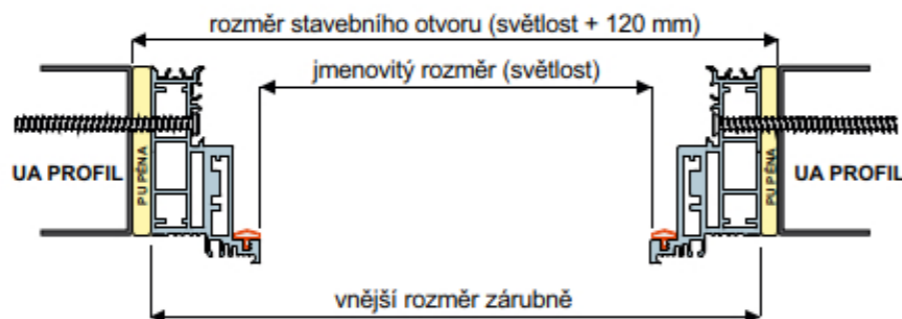 rozměr stavebního otvoru (světlost + 120 mm)
jmenovitý rozměr (světlost)
UA PROFIL
PU PĚNA
PU PĚNA
UA PROFIL
vnější rozměr zárubně